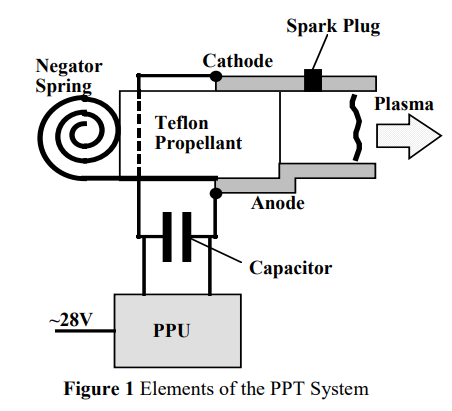 Spark Plug
Cathode
Negator
Spring
Plasma
Teflon
Propellant
Anode
Capacitor
~28V
PPU
Figure 1 Elements of the PPT System